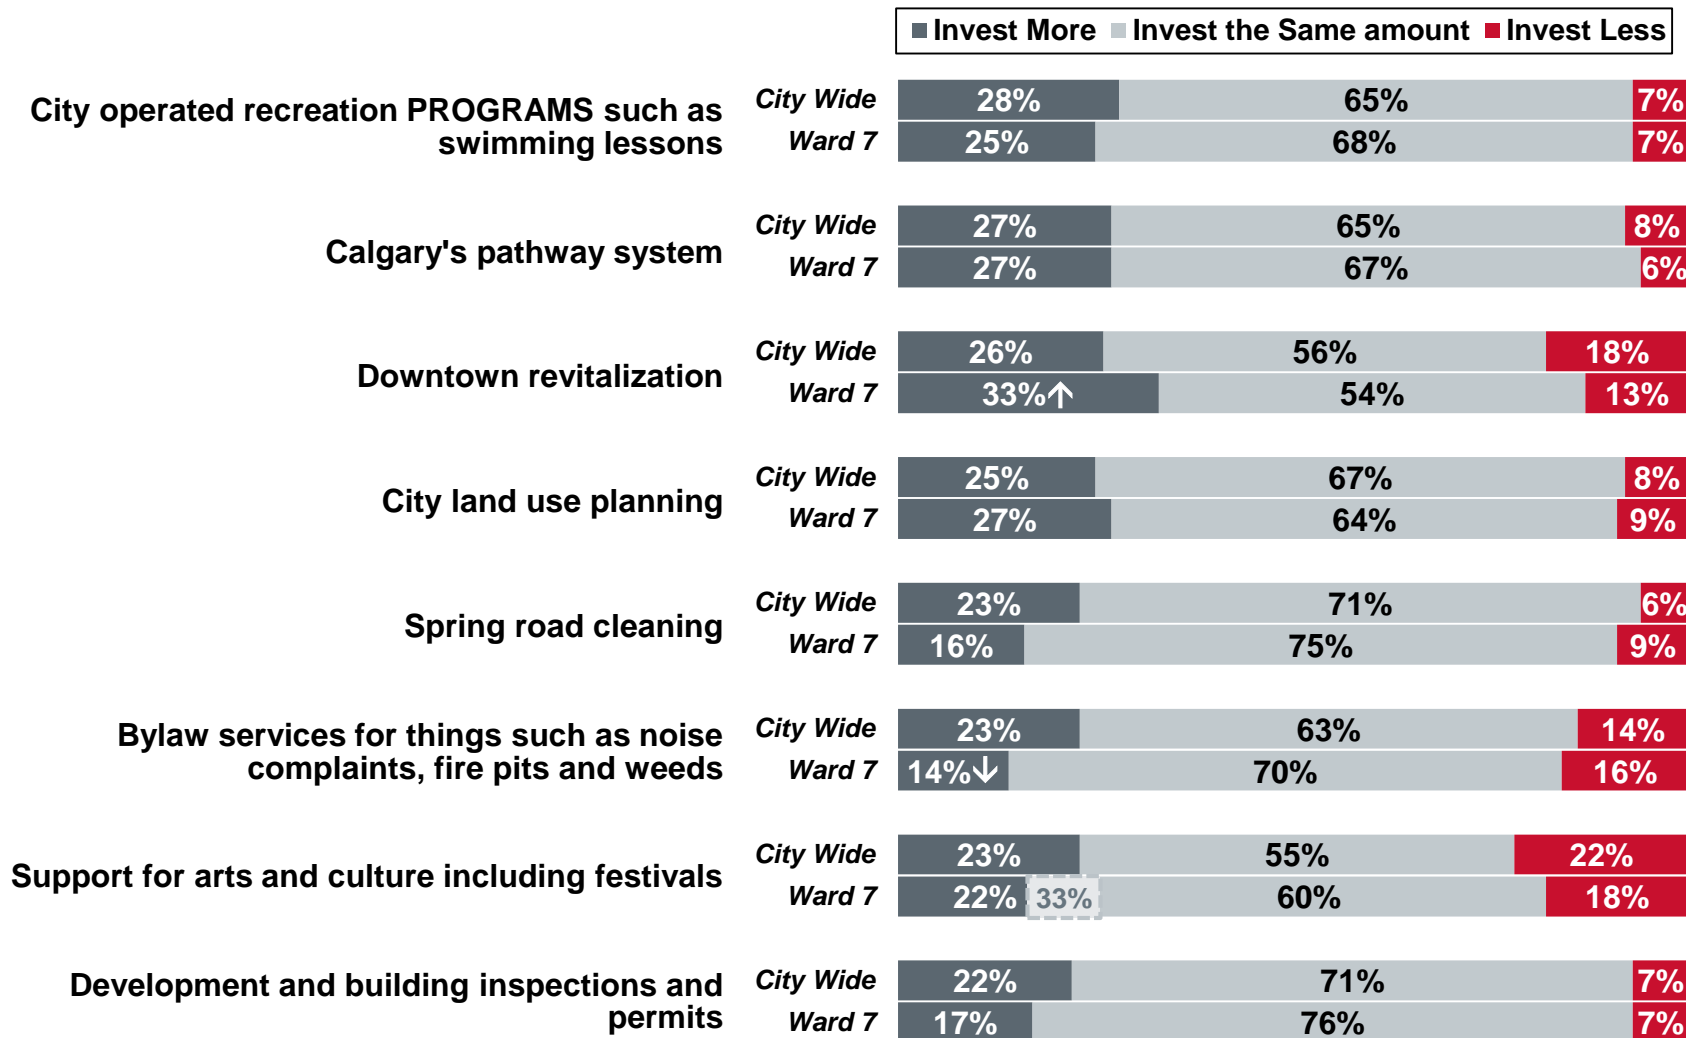 Invest More Invest the Same amount Invest Less
City operated recreation PROGRAMS such as
swimming lessons
City Wide 28% 65% 7%
Ward 7 25% 68% 7%
Calgary's pathway system
City Wide 27% 65% 8%
Ward 7 27% 67% 6%
Downtown revitalization
City Wide 26% 56% 18%
Ward 7 33%↑ 54% 13%
City land use planning
City Wide 25% 67% 8%
Ward 7 27% 64% 9%
Spring road cleaning
City Wide 23% 71% 6%
Ward 7 16% 75% 9%
Bylaw services for things such as noise
complaints, fire pits and weeds
City Wide 23% 63% 14%
Ward 7 14%↓ 70% 16%
Support for arts and culture including festivals
City Wide 23% 55% 22%
Ward 7 22% 33% 60% 18%
Development and building inspections and
permits
City Wide 22% 71% 7%
Ward 7 17% 76% 7%